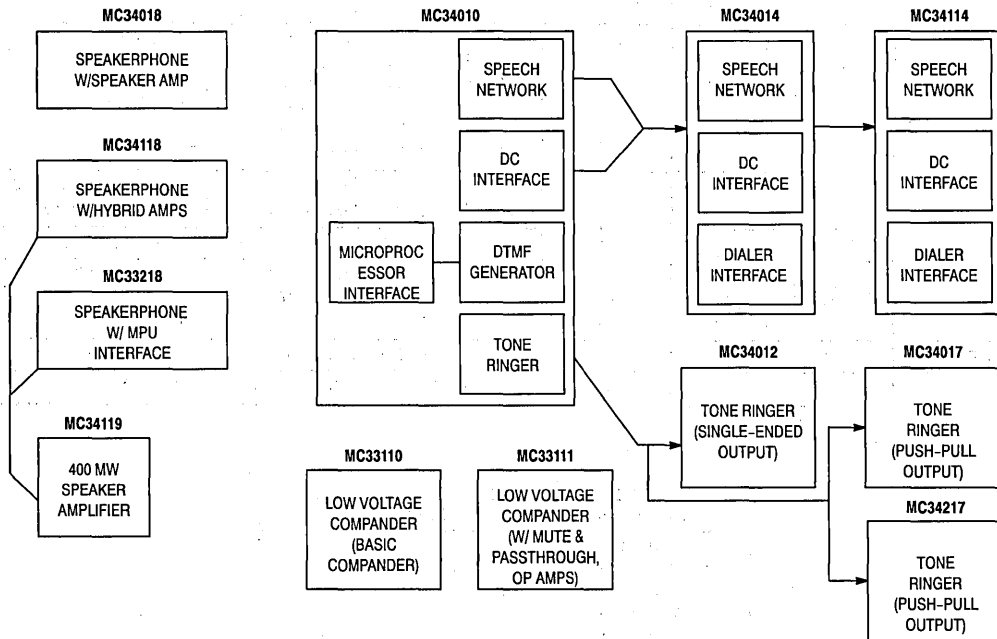 MC34018
SPEAKERPHONE
W/SPEAKER AMP
MC34118
SPEAKERPHONE
W/HYBRID AMPS
MC33218
SPEAKERPHONE
W/ MPU
INTERFACE
MC34119
400 MW
SPEAKER
AMPLIFIER
MC34010
SPEECH
NETWORK
DC
INTERFACE
MICROPROC
ESSOR
INTERFACE
DTMF
GENERATOR
TONE
RINGER
MC34014
SPEECH
NETWORK
DC
INTERFACE
DIALER
INTERFACE
MC34114
SPEECH
NETWORK
DC
INTERFACE
DIALER
INTERFACE
MC34012
TONE RINGER
(SINGLE-ENDED
OUTPUT)
MC34017
TONE
RINGER
(PUSH-PULL
OUTPUT)
MC34217
TONE
RINGER
(PUSH-PULL
OUTPUT)
MC33110
LOW VOLTAGE
COMPANDER
(BASIC
COMPANDER)
MC33111
LOW VOLTAGE
COMPANDER
(W/ MUTE &
PASSTHROUGH,
OP AMPS)